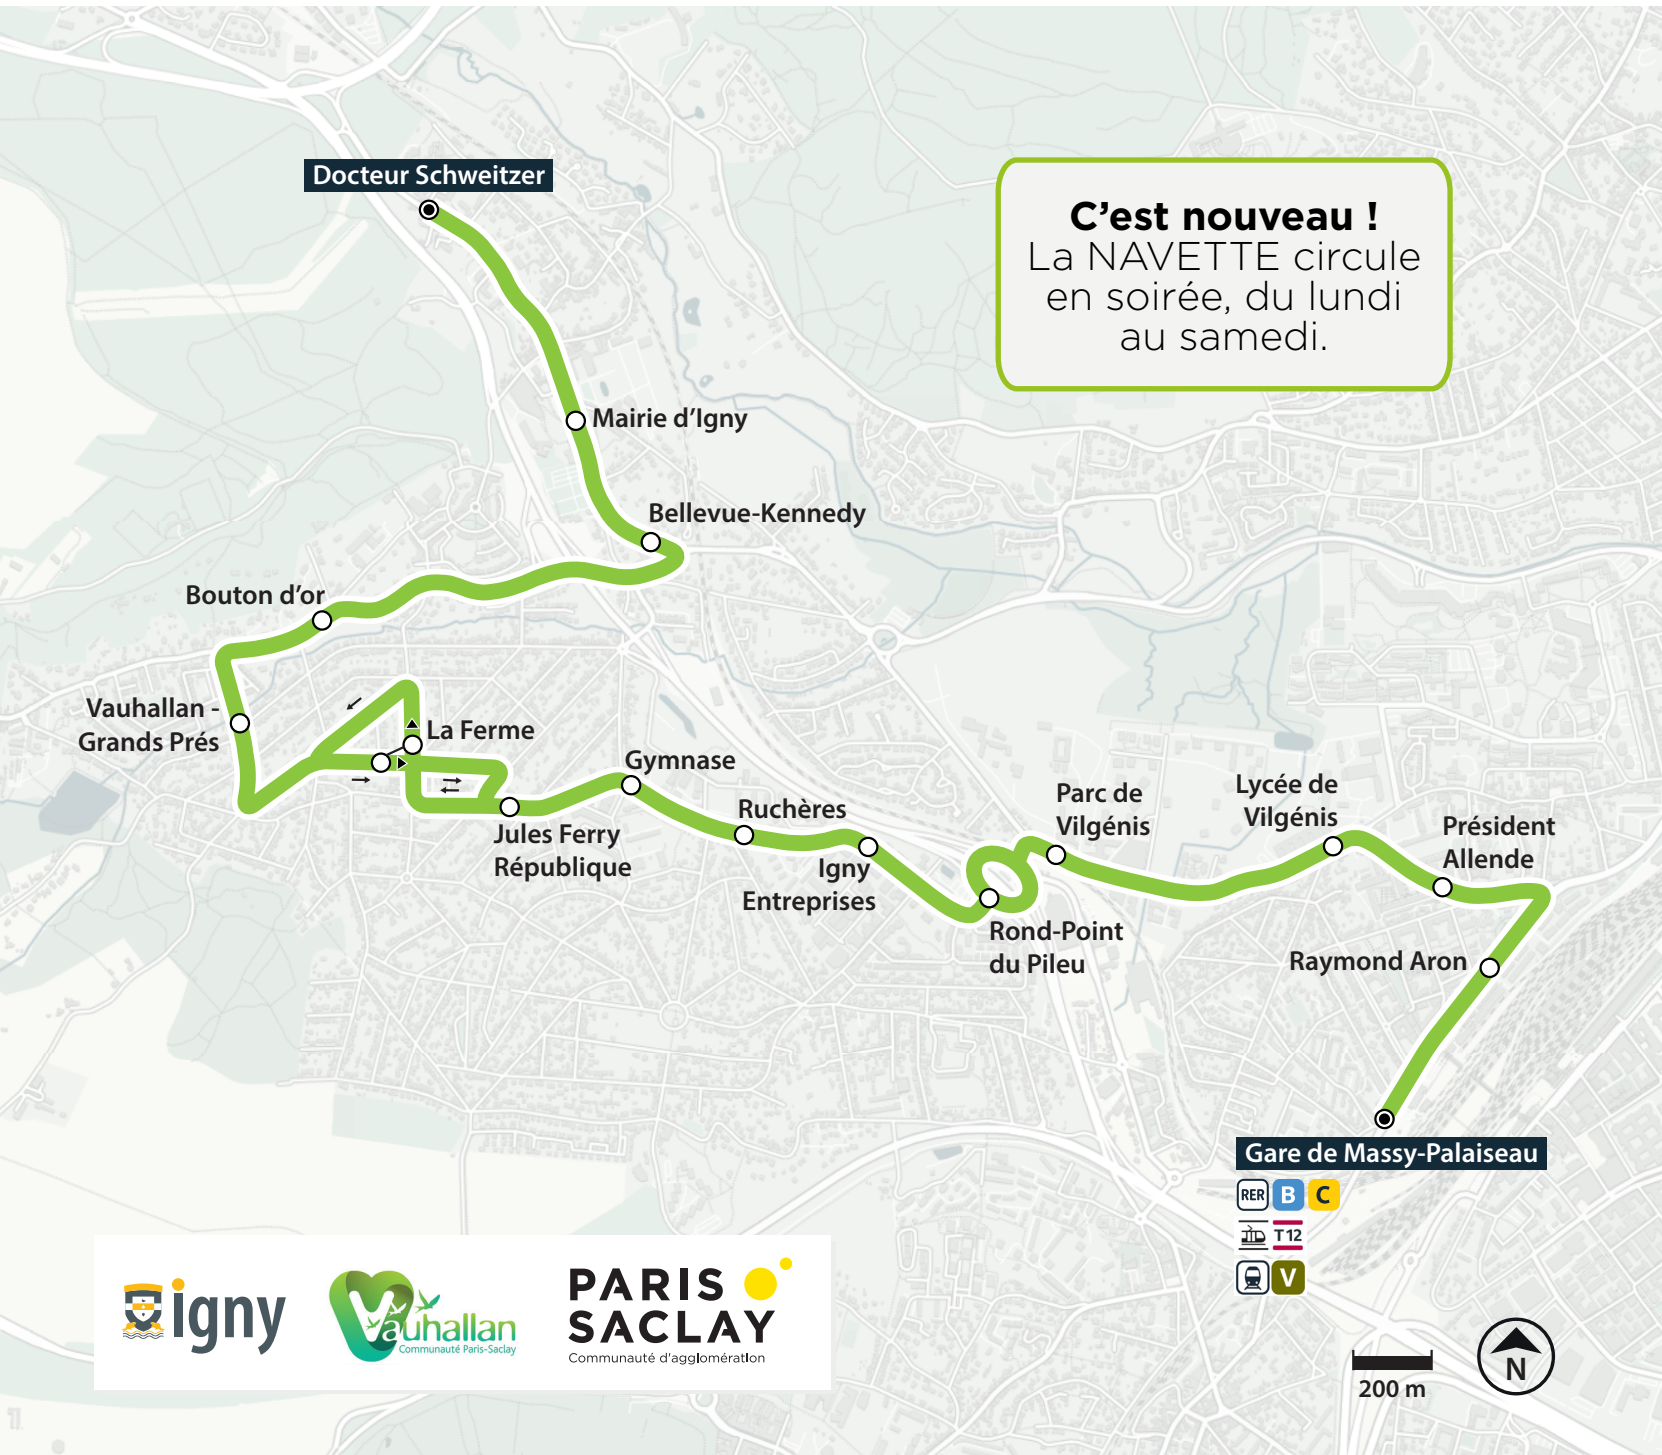 Docteur Schweitzer
C'est nouveau !
La NAVETTE circule
en soirée, du lundi
au samedi.
Mairie d'Igny
Bellevue-Kennedy
Bouton d'or
Vauhallan -
Grands Prés
La Ferme
Gymnase
Jules Ferry
République
Ruchères
Igny
Entreprises
Rond-Point
du Pileu
Parc de
Vilgénis
Lycée de
Vilgénis
Président
Allende
Raymond Aron
Gare de Massy-Palaiseau
RER B C
T12
V
igny
Vauhallan
Communauté Paris-Saclay
PARIS
SACLAY
Communauté d'agglomération
200 m
N